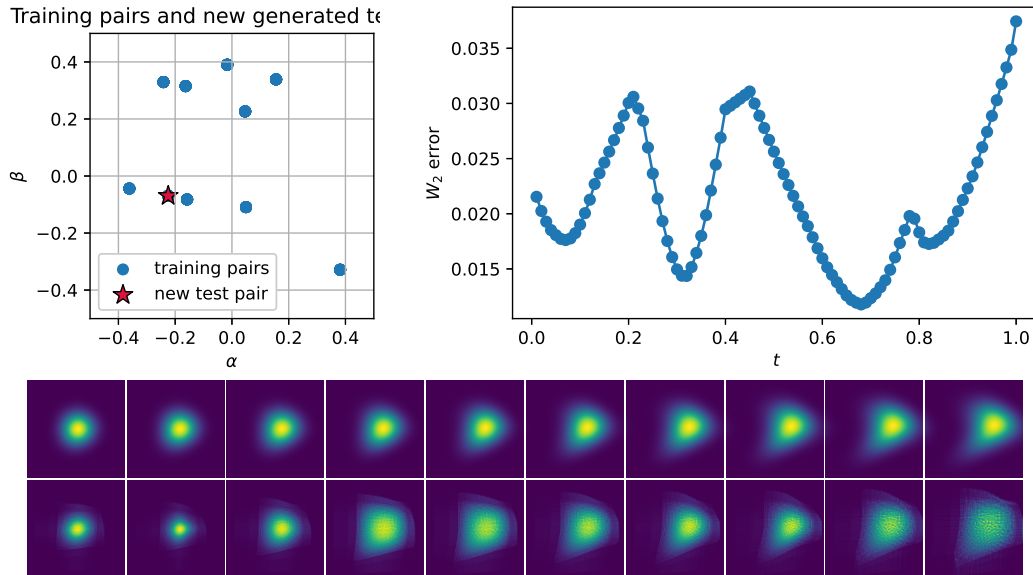 Training pairs and new generated te
0.4
0.2
0.0
−0.2
−0.4
β
training pairs
new test pair
−0.4 −0.2 0.0 0.2 0.4
α
0.035
0.030
0.025
0.020
0.015
W₂ error
0.0 0.2 0.4 0.6 0.8 1.0
t